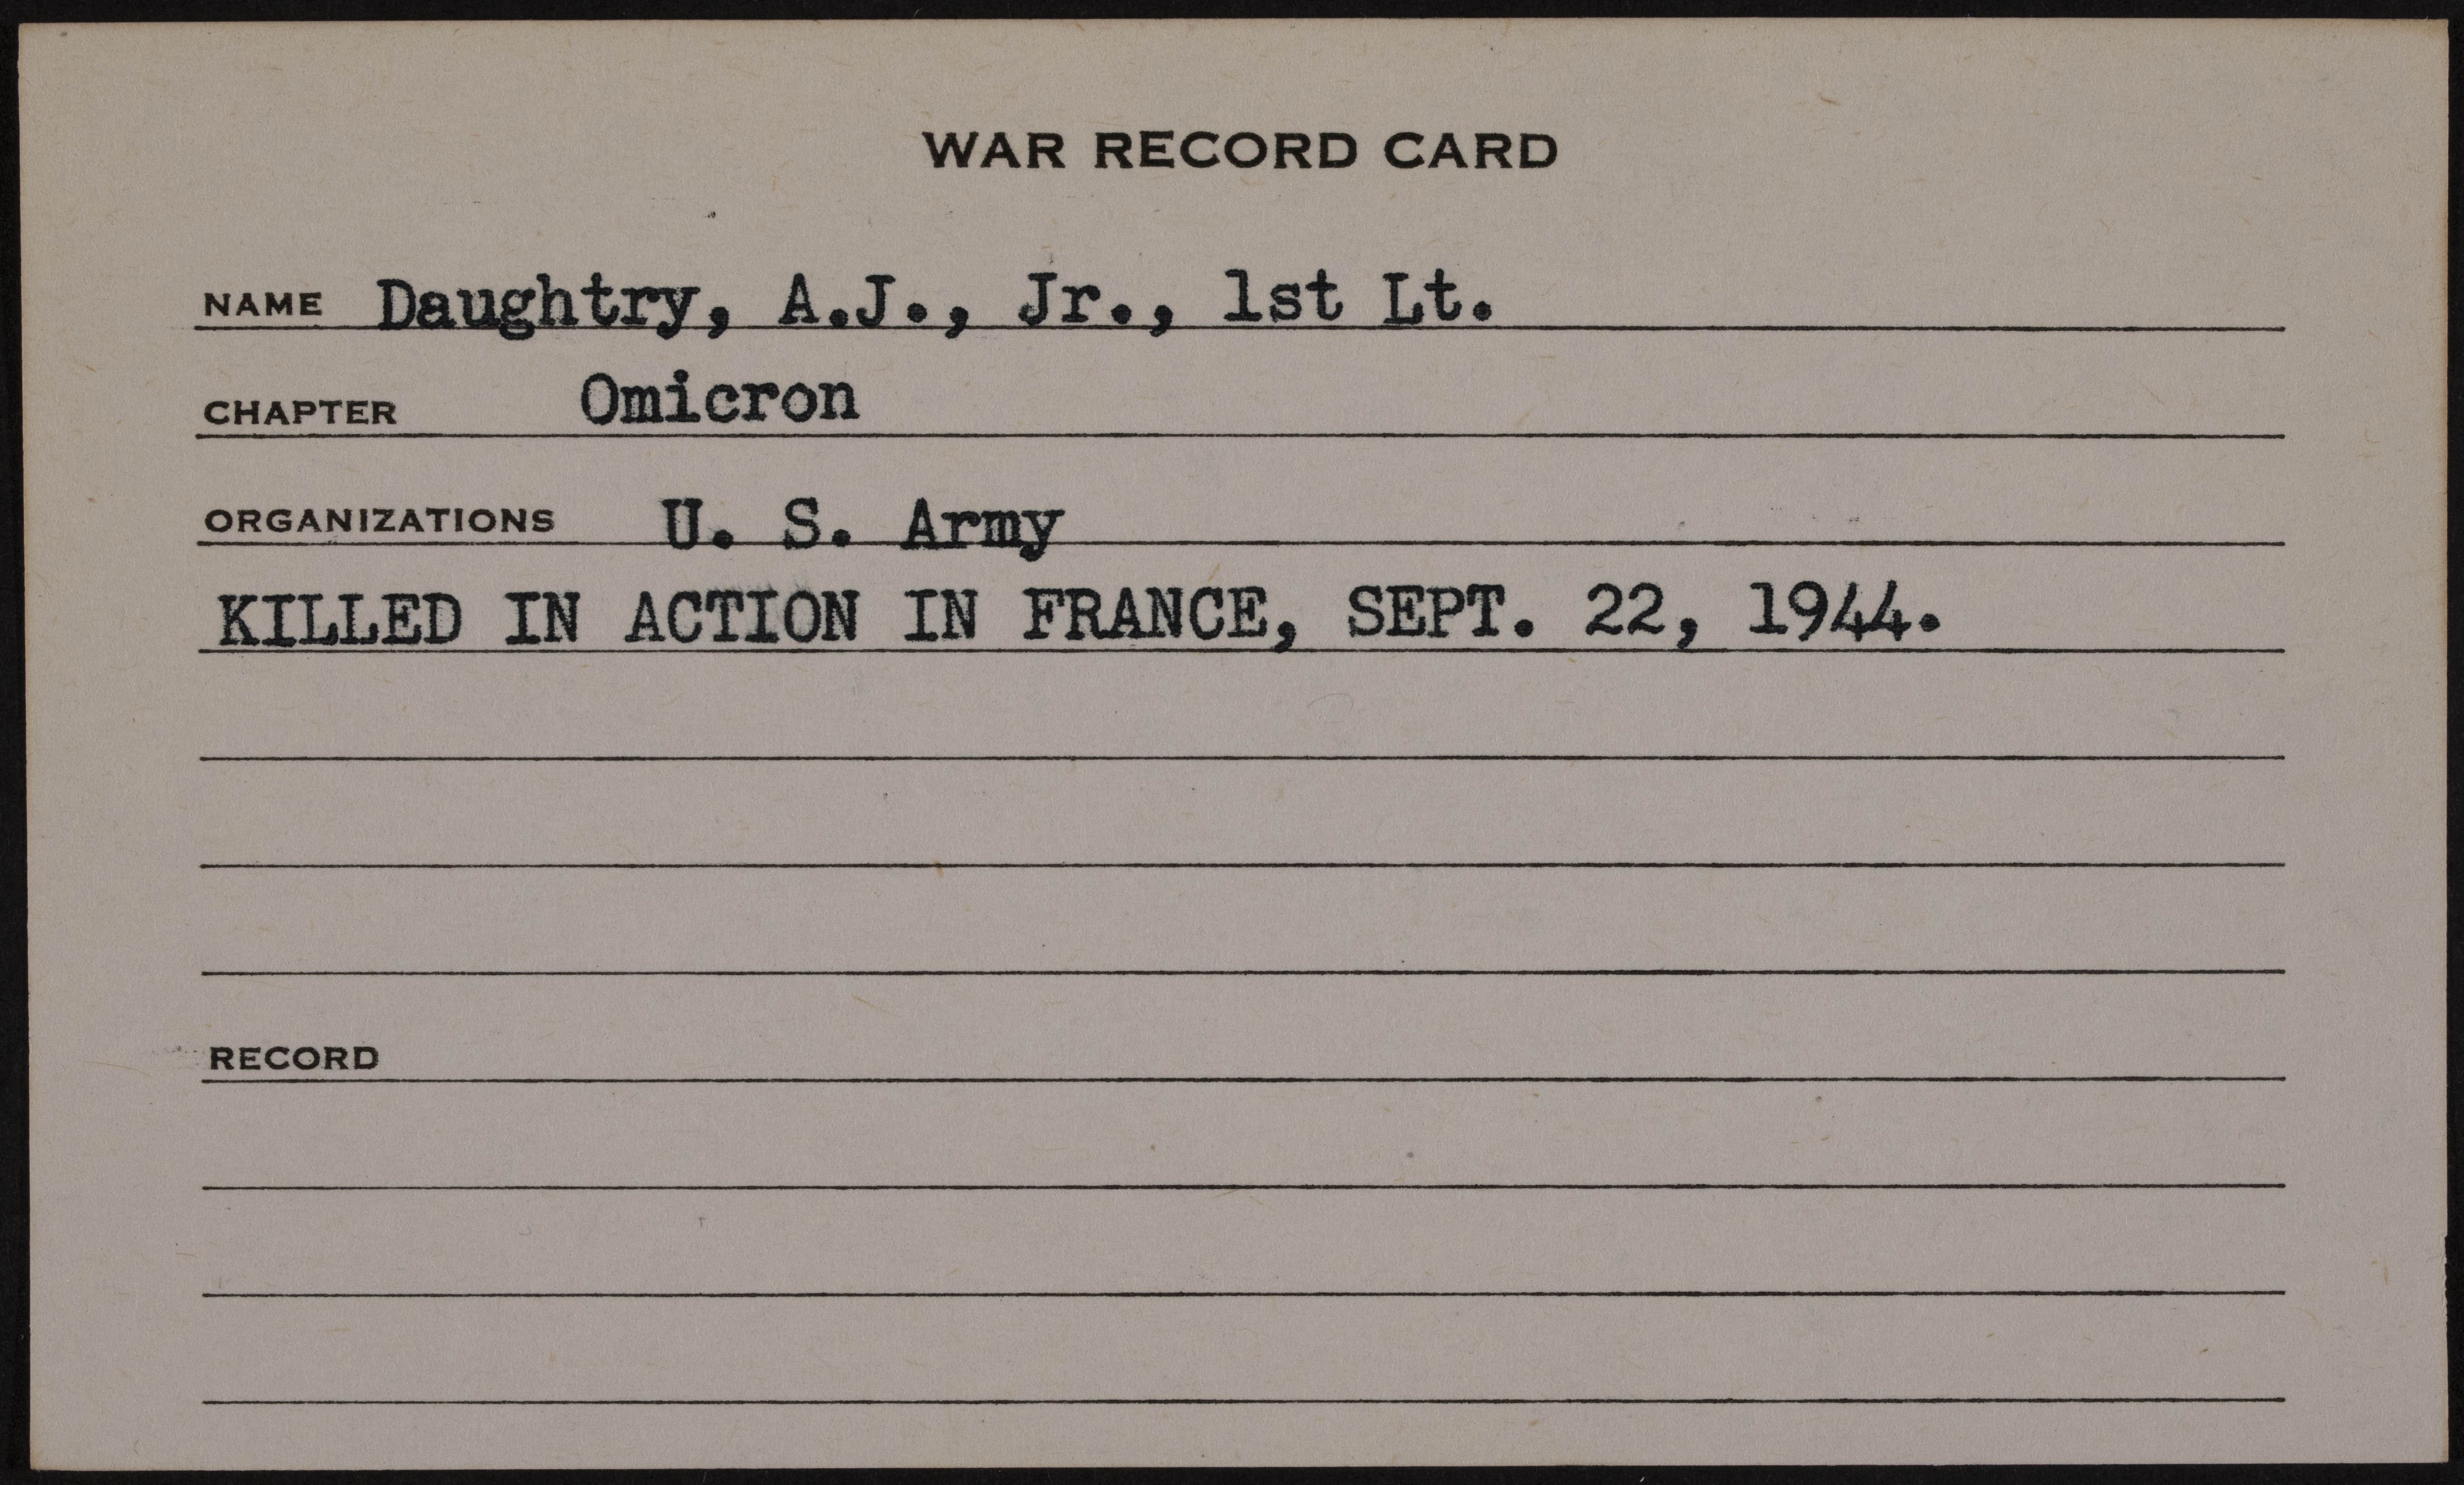 WAR RECORD CARD
NAME Daughtry, A.J., Jr., 1st Lt.
CHAPTER Omicron
ORGANIZATIONS U. S. Army
KILLED IN ACTION IN FRANCE, SEPT. 22, 1944.
RECORD